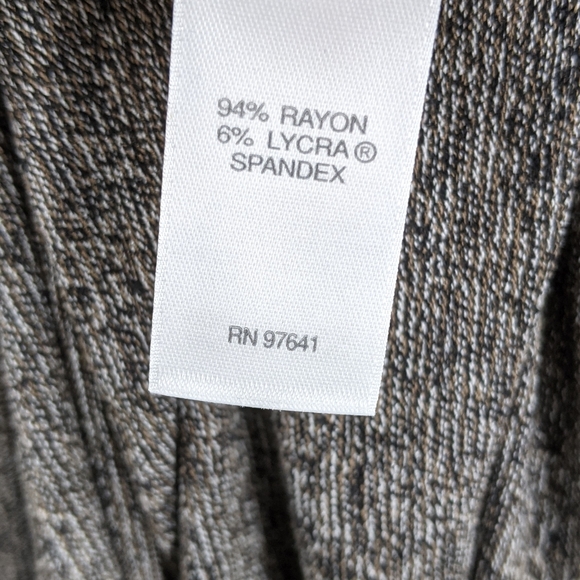 94% RAYON
6% LYCRA®
SPANDEX
RN 97641